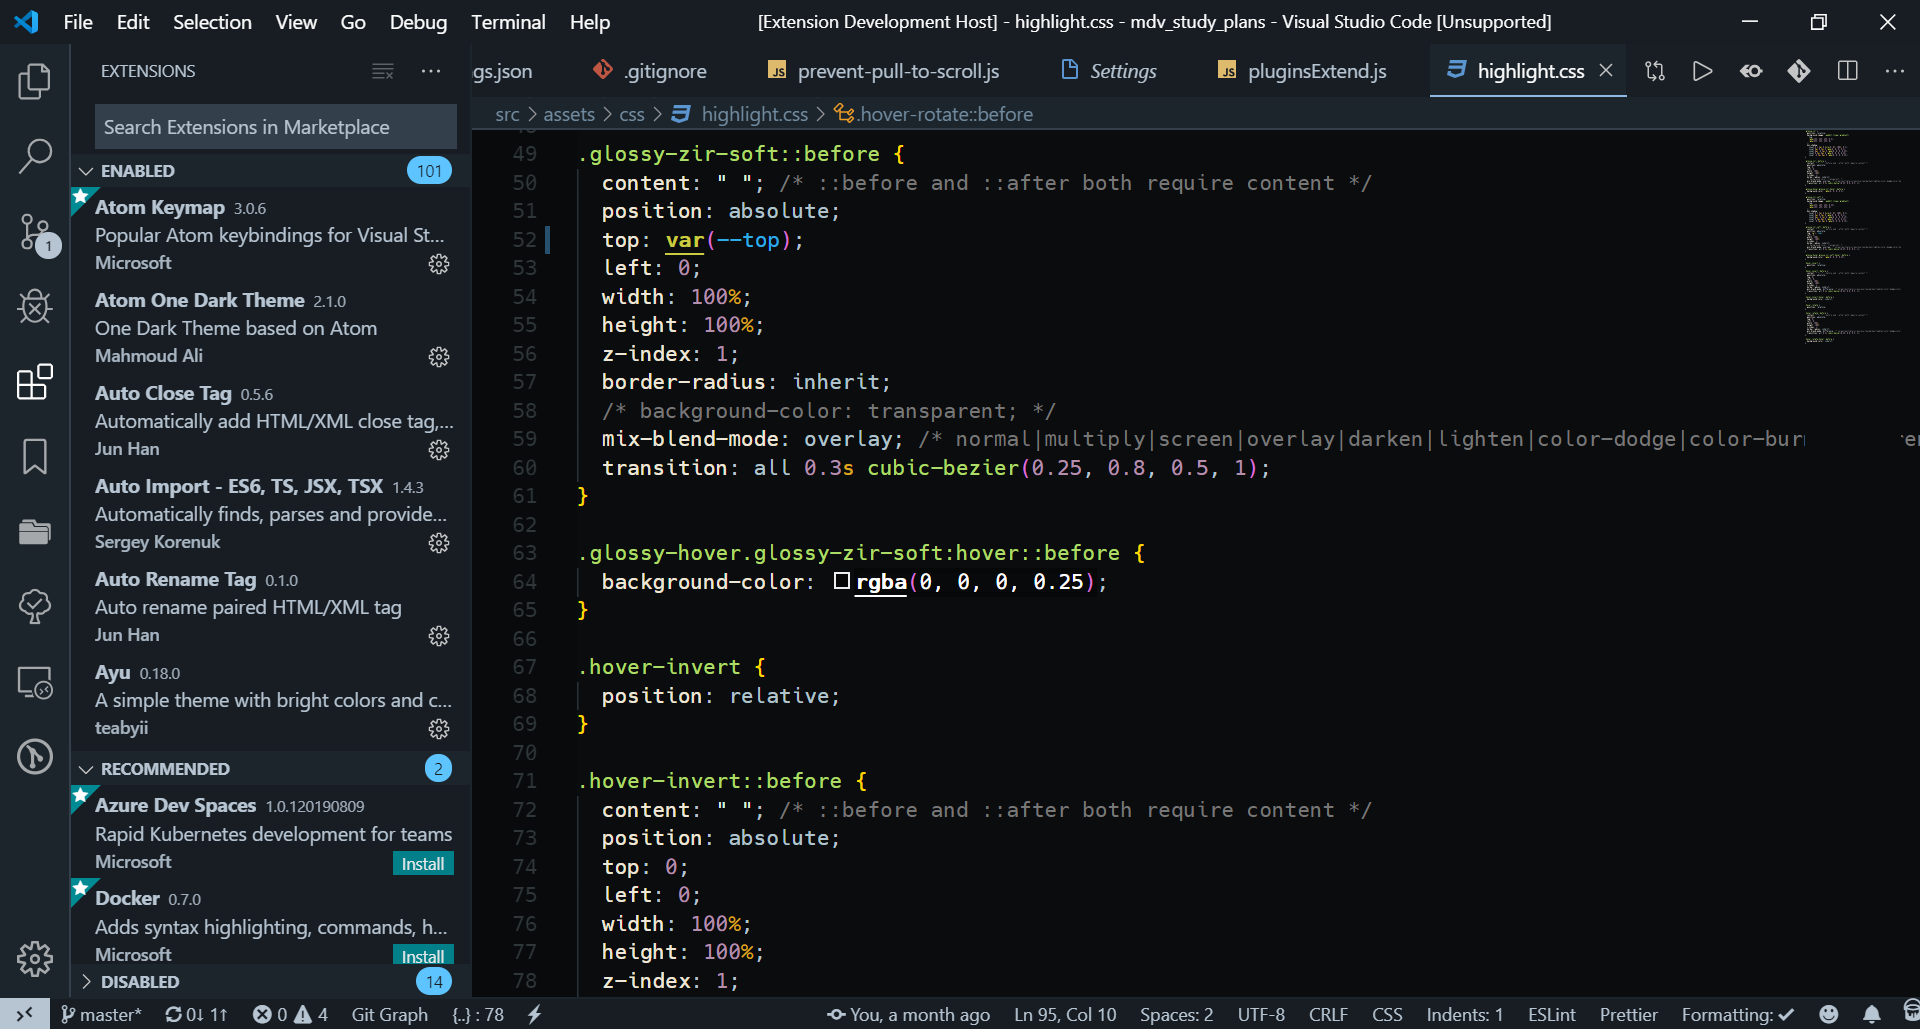 File Edit Selection View Go Debug Terminal Help
[Extension Development Host] - highlight.css - mdv_study_plans - Visual Studio Code [Unsupported]
EXTENSIONS
gs.json
.gitignore
prevent-pull-to-scroll.js
Settings
pluginsExtend.js
highlight.css
src > assets > css > highlight.css > .hover-rotate::before
Search Extensions in Marketplace
ENABLED 101
Atom Keymap 3.0.6
Popular Atom keybindings for Visual St...
Microsoft
1
Atom One Dark Theme 2.1.0
One Dark Theme based on Atom
Mahmoud Ali
Auto Close Tag 0.5.6
Automatically add HTML/XML close tag,...
Jun Han
Auto Import - ES6, TS, JSX, TSX 1.4.3
Automatically finds, parses and provide...
Sergey Korenuk
Auto Rename Tag 0.1.0
Auto rename paired HTML/XML tag
Jun Han
Ayu 0.18.0
A simple theme with bright colors and c...
teabyii
RECOMMENDED 2
Azure Dev Spaces 1.0.120190809
Rapid Kubernetes development for teams
Microsoft Install
Docker 0.7.0
Adds syntax highlighting, commands, h...
Microsoft Install
DISABLED 14
49 .glossy-zir-soft::before {
50 content: " "; /* ::before and ::after both require content */
51 position: absolute;
52 top: var(--top);
53 left: 0;
54 width: 100%;
55 height: 100%;
56 z-index: 1;
57 border-radius: inherit;
58 /* background-color: transparent; */
59 mix-blend-mode: overlay; /* normal|multiply|screen|overlay|darken|lighten|color-dodge|color-bur
60 transition: all 0.3s cubic-bezier(0.25, 0.8, 0.5, 1);
61 }
62
63 .glossy-hover.glossy-zir-soft:hover::before {
64 background-color: rgba(0, 0, 0, 0.25);
65 }
66
67 .hover-invert {
68 position: relative;
69 }
70
71 .hover-invert::before {
72 content: " "; /* ::before and ::after both require content */
73 position: absolute;
74 top: 0;
75 left: 0;
76 width: 100%;
77 height: 100%;
78 z-index: 1;
master* 0↓ 1↑ 0 4 Git Graph {..} : 78 You, a month ago Ln 95, Col 10 Spaces: 2 UTF-8 CRLF CSS Indents: 1 ESLint Prettier Formatting: ✓